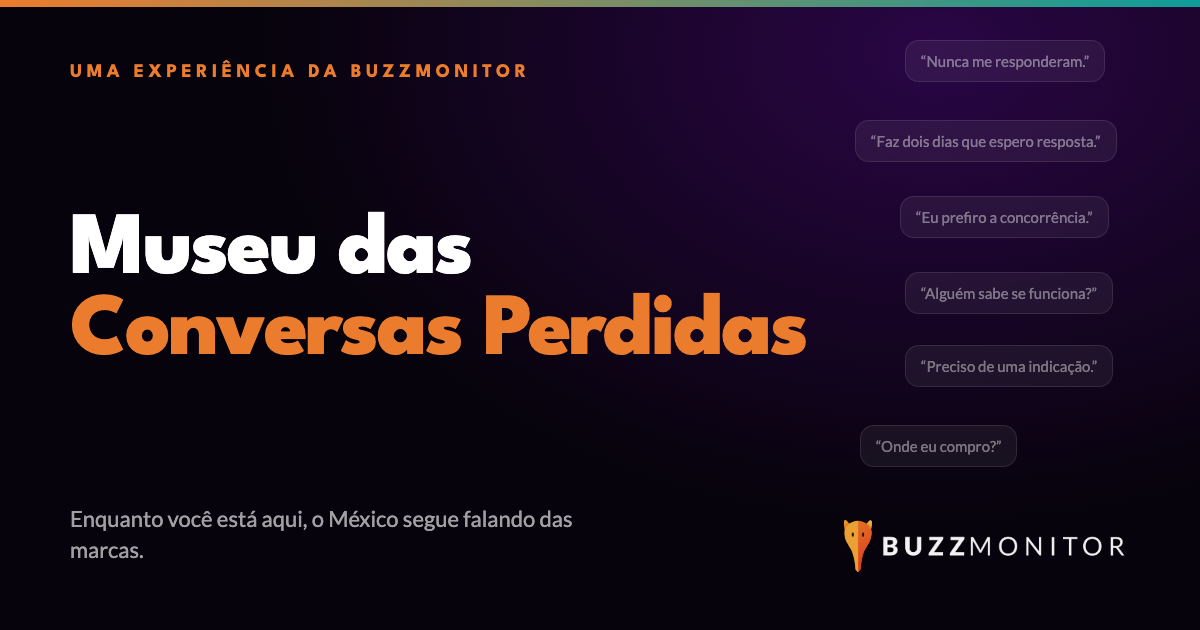 UMA EXPERIÊNCIA DA BUZZMONITOR
Museu das
Conversas Perdidas
Enquanto você está aqui, o México segue falando das
marcas.
“Nunca me responderam.”
“Faz dois dias que espero resposta.”
“Eu prefiro a concorrência.”
“Alguém sabe se funciona?”
“Preciso de uma indicação.”
“Onde eu compro?”
BUZZMONITOR